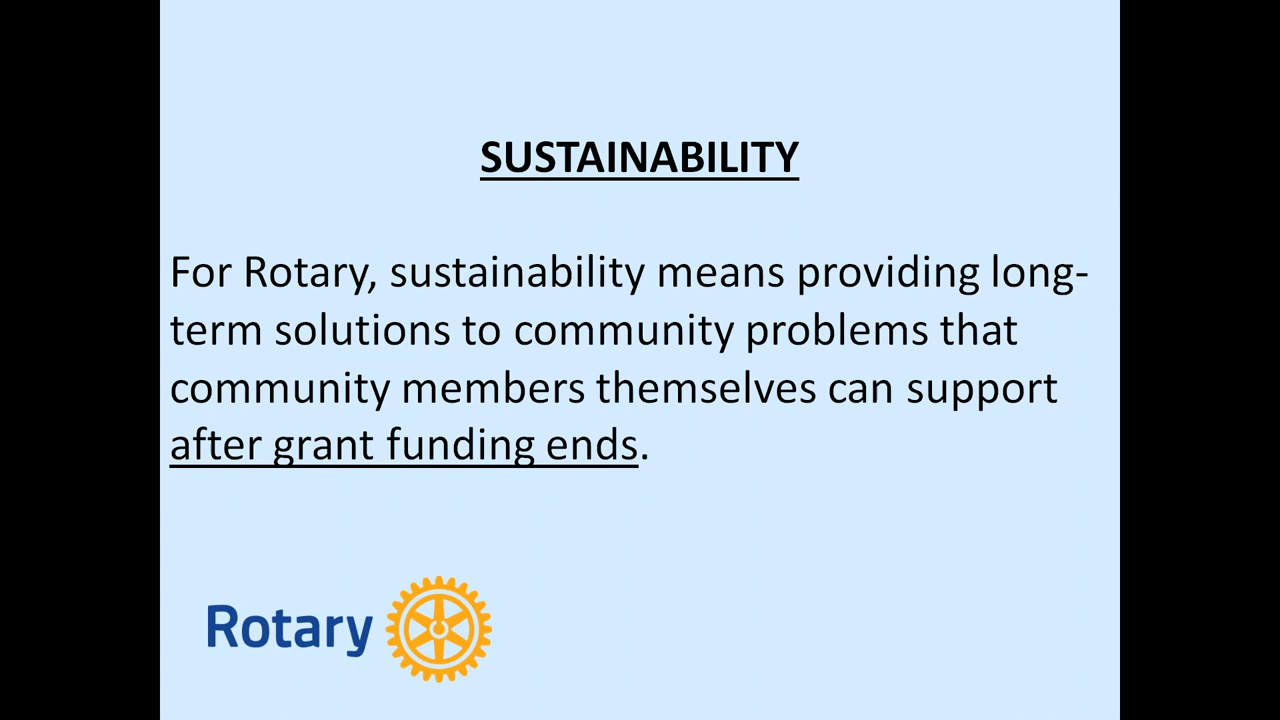 SUSTAINABILITY
For Rotary, sustainability means providing long-
term solutions to community problems that
community members themselves can support
after grant funding ends.
Rotary